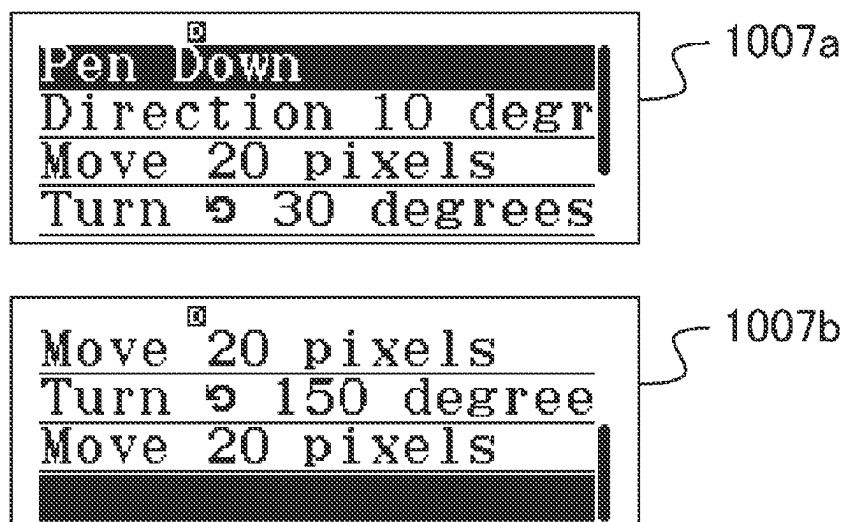 D
Pen Down
1007a
Direction 10 degr
Move 20 pixels
Turn ↺ 30 degrees
D
Move 20 pixels
1007b
Turn ↺ 150 degree
Move 20 pixels